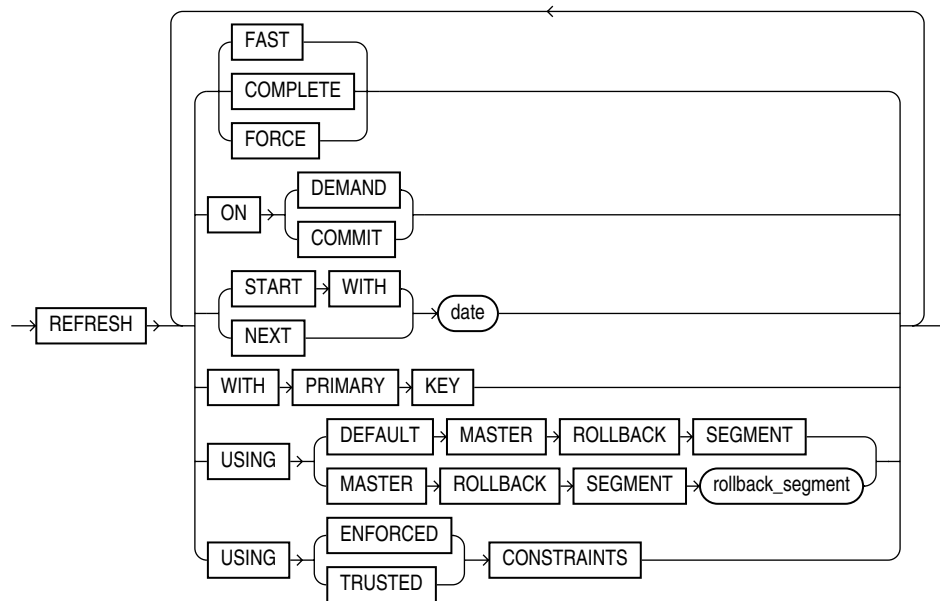 FAST
COMPLETE
FORCE
ON DEMAND
COMMIT
START WITH
REFRESH NEXT date
WITH PRIMARY KEY
USING DEFAULT MASTER ROLLBACK SEGMENT
MASTER ROLLBACK SEGMENT rollback_segment
USING ENFORCED CONSTRAINTS
TRUSTED